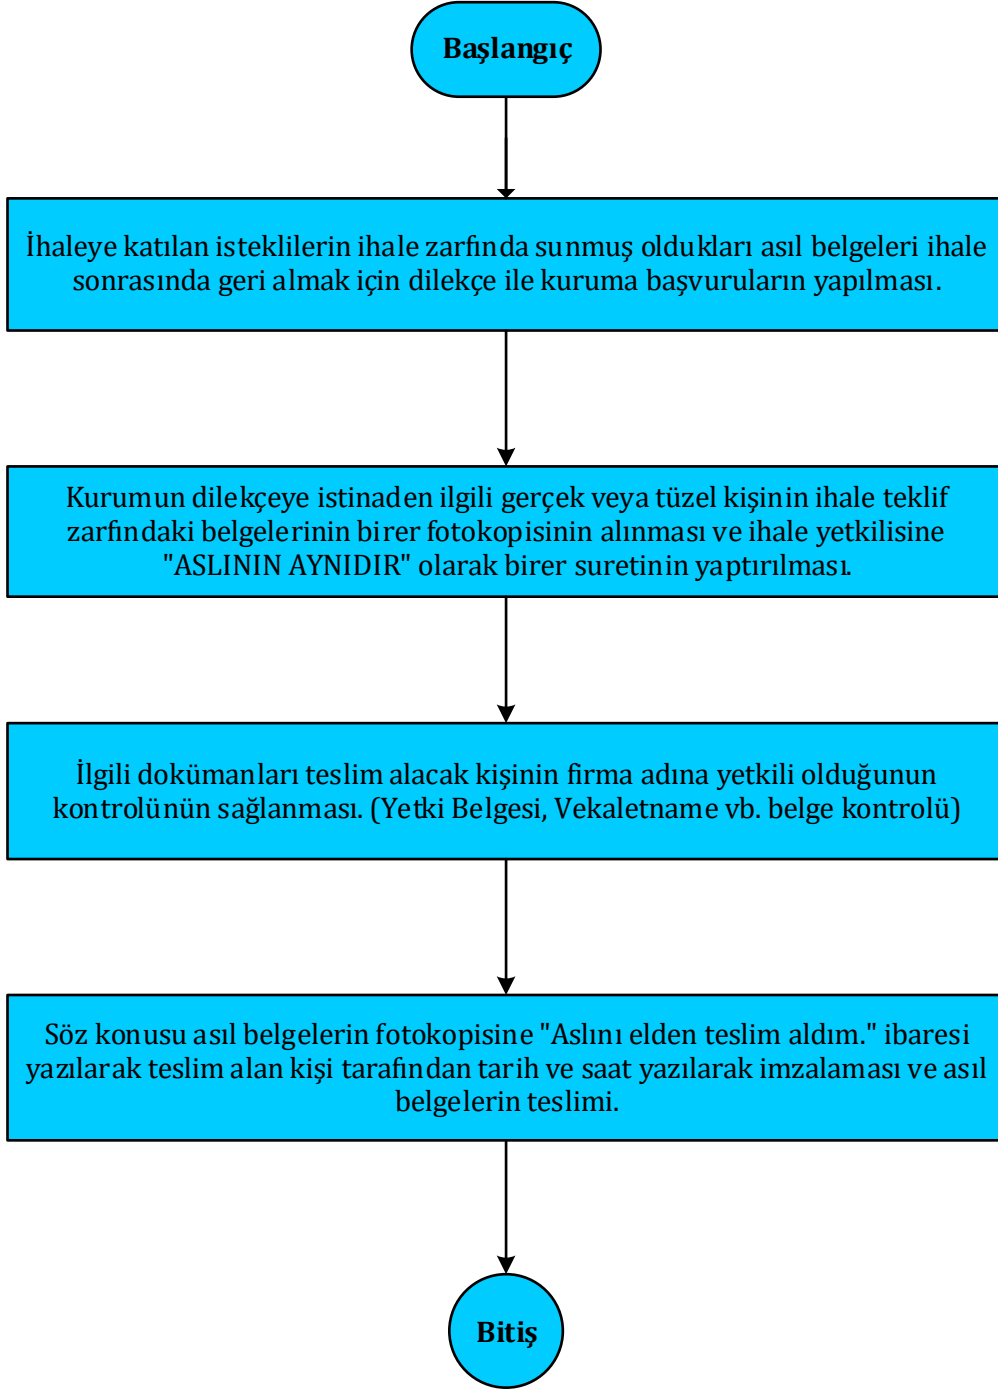 Başlangıç
İhaleye katılan isteklilerin ihale zarfında sunmuş oldukları asıl belgeleri ihale
sonrasında geri almak için dilekçe ile kuruma başvuruların yapılması.
Kurumun dilekçeye istinaden ilgili gerçek veya tüzel kişinin ihale teklif
zarfındaki belgelerinin birer fotokopisinin alınması ve ihale yetkilisine
"ASLININ AYNIDIR" olarak birer suretinin yaptırılması.
İlgili dokümanları teslim alacak kişinin firma adına yetkili olduğunun
kontrolünün sağlanması. (Yetki Belgesi, Vekaletname vb. belge kontrolü)
Söz konusu asıl belgelerin fotokopisine "Aslını elden teslim aldım." ibaresi
yazılarak teslim alan kişi tarafından tarih ve saat yazılarak imzalaması ve asıl
belgelerin teslimi.
Bitiş